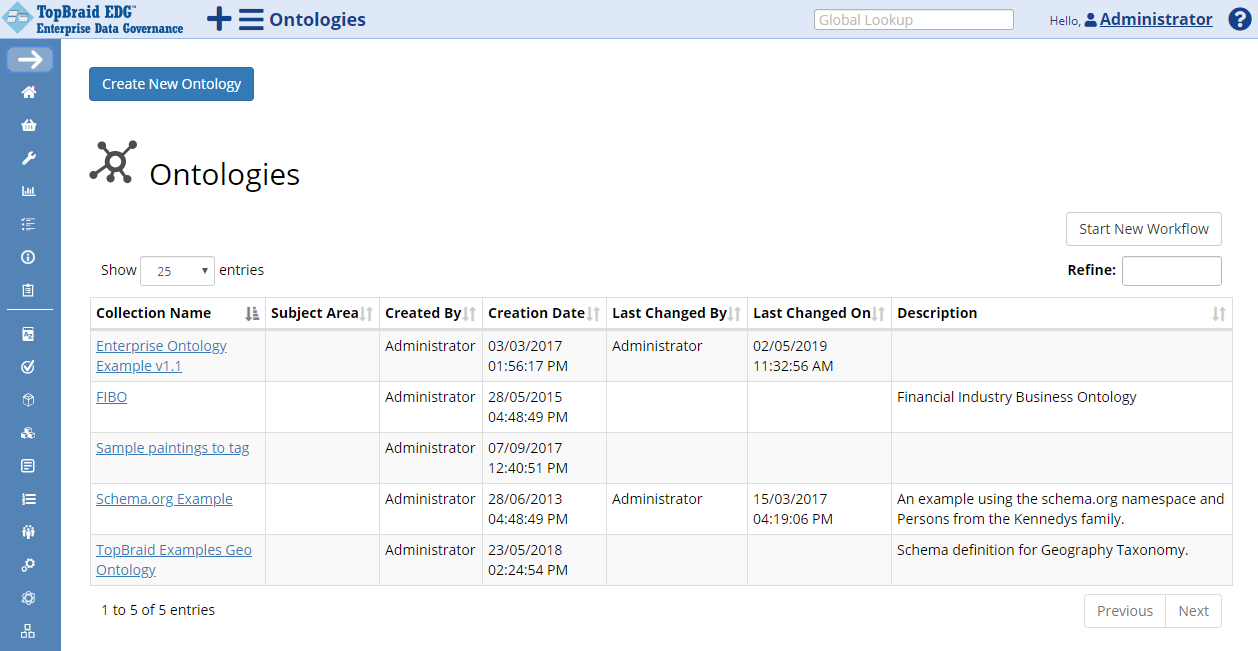 TopBraid EDG™
Enterprise Data Governance
Ontologies
Global Lookup
Hello, Administrator
?
Create New Ontology
Ontologies
Start New Workflow
Show 25 entries
Refine:
Collection Name Subject Area Created By Creation Date Last Changed By Last Changed On Description
Enterprise Ontology Administrator 03/03/2017 Administrator 02/05/2019
Example v1.1 01:56:17 PM 11:32:56 AM
FIBO Administrator 28/05/2015 Financial Industry Business Ontology
04:48:49 PM
Sample paintings to tag Administrator 07/09/2017
12:40:51 PM
Schema.org Example Administrator 28/06/2013 Administrator 15/03/2017 An example using the schema.org namespace and
04:48:49 PM 04:19:06 PM Persons from the Kennedys family.
TopBraid Examples Geo Administrator 23/05/2018 Schema definition for Geography Taxonomy.
Ontology 02:24:54 PM
1 to 5 of 5 entries
Previous Next